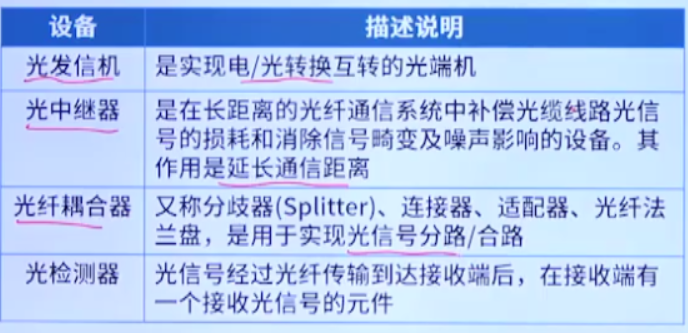 设备 描述说明
光发信机 是实现电/光转换互转的光端机
光中继器 是在长距离的光纤通信系统中补偿光缆线路光信
号的损耗和消除信号畸变及噪声影响的设备。其
作用是延长通信距离
光纤耦合器 又称分歧器(Splitter)、连接器、适配器、光纤法
兰盘，是用于实现光信号分路/合路
光检测器 光信号经过光纤传输到达接收端后，在接收端有
一个接收光信号的元件